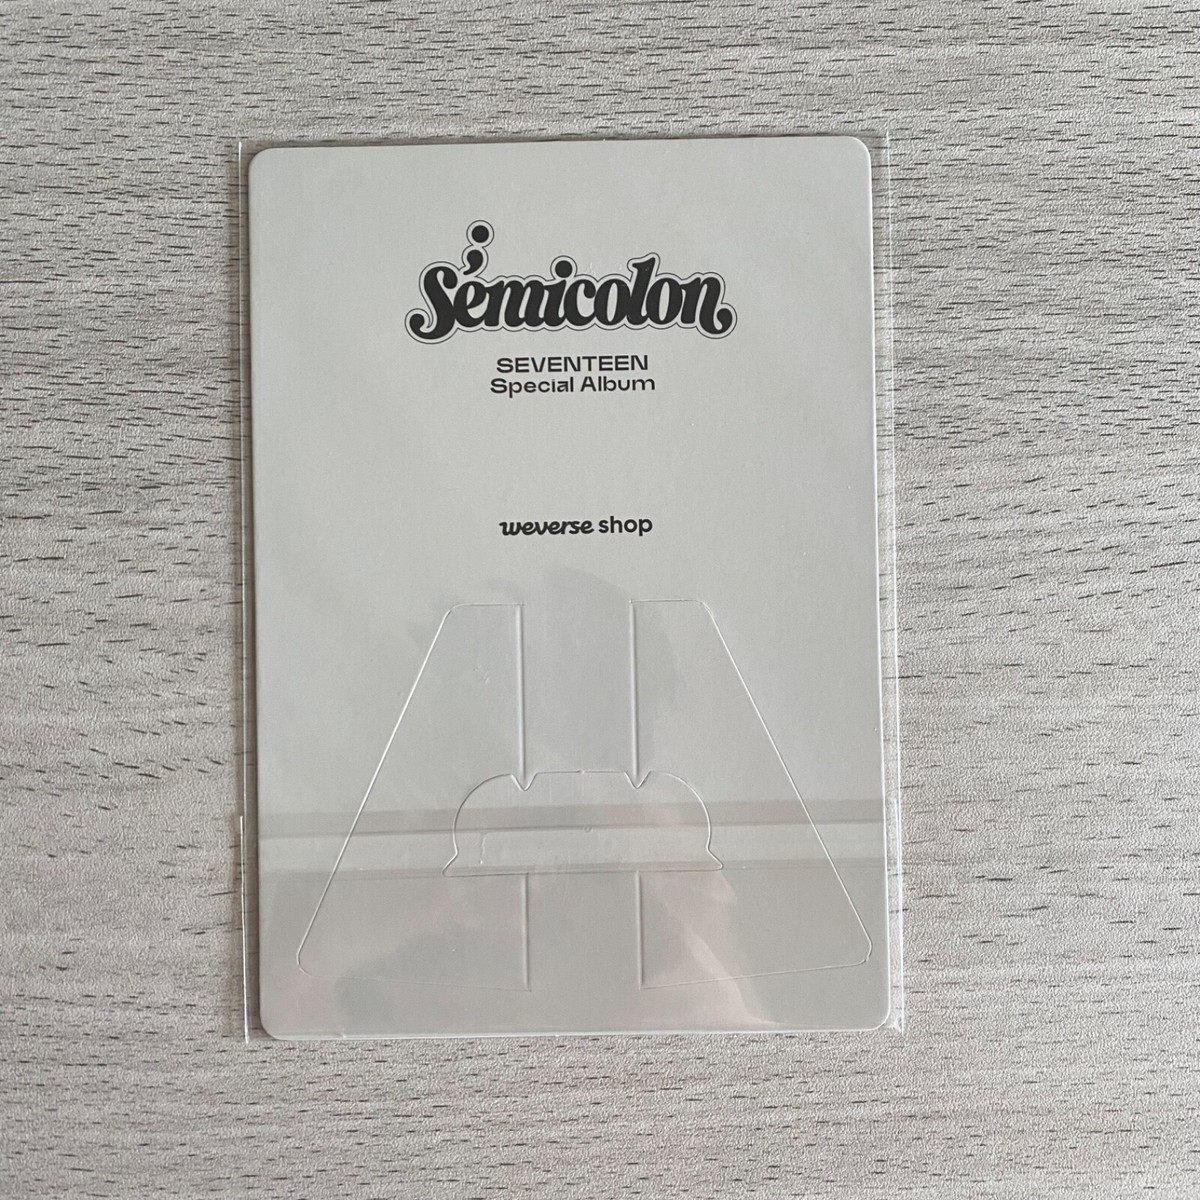 Semicolon
SEVENTEEN
Special Album
weverse shop